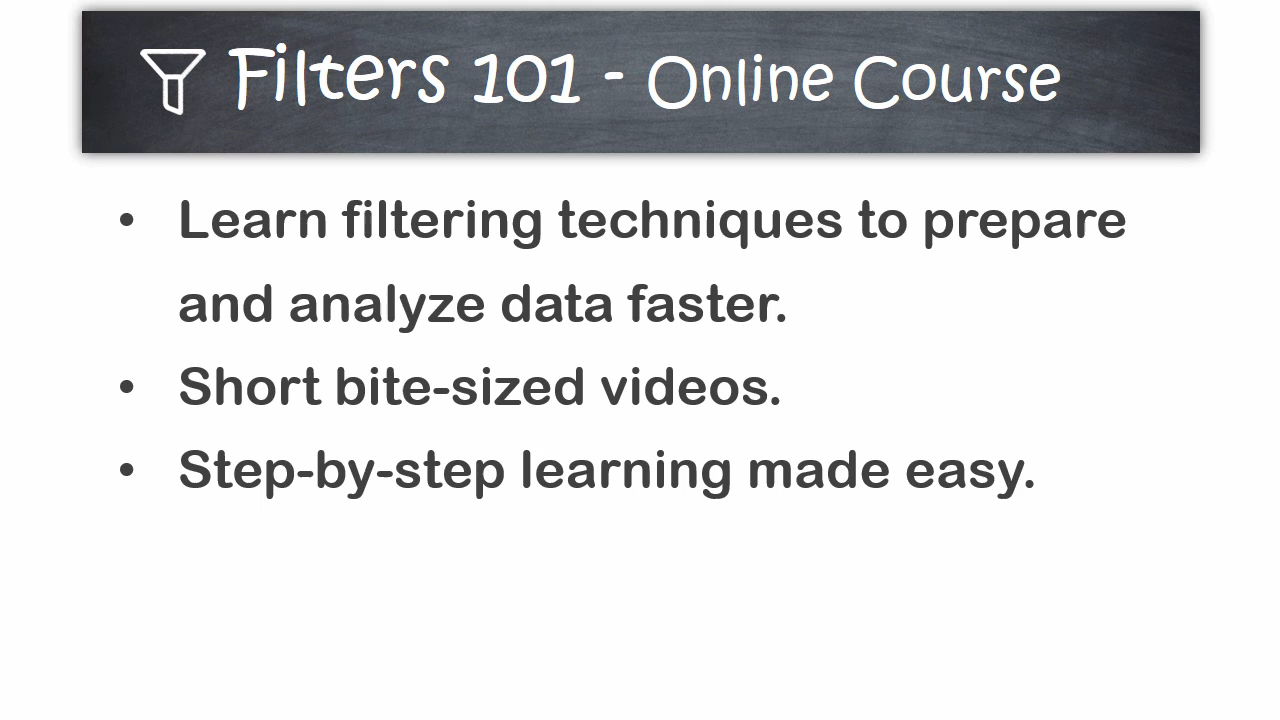 Filters 101 - Online Course
• Learn filtering techniques to prepare
and analyze data faster.
• Short bite-sized videos.
• Step-by-step learning made easy.